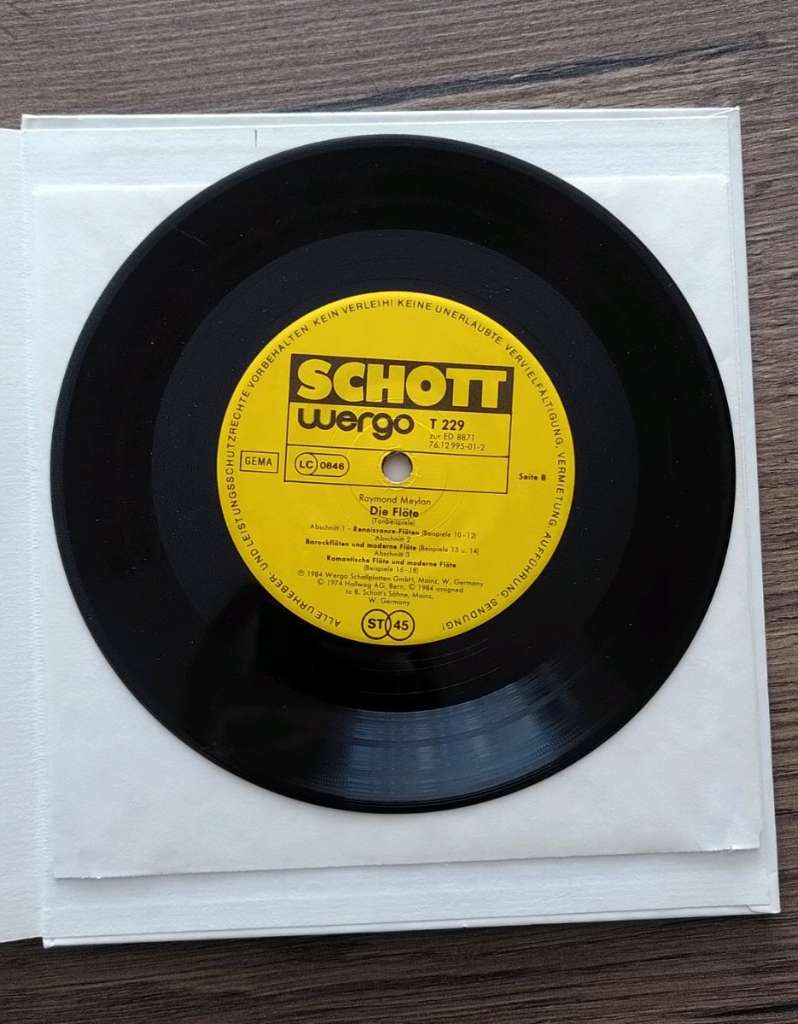 ALLE URHEBER- UND LEISTUNGSSCHUTZRECHTE VORBEHALTEN. KEIN VERLEIH! KEINE UNERLAUBTE VERVIELFÄLTIGUNG, VERMIETUNG, AUFFÜHRUNG, SENDUNG!
SCHOTT
wergo T 229
zur ED 8871
76.12995-01-2
GEMA
LC 0846
Seite B
Raymond Meylan
Die Flöte
(Tonbeispiele)
Abschnitt 1 - Renaissance-Flöten (Beispiele 10-12)
Abschnitt 2
Barockflöten und moderne Flöte (Beispiele 13 u. 14)
Abschnitt 3
Romantische Flöte und moderne Flöte
(Beispiele 16-18)
℗ 1984 Wergo Schallplatten GmbH, Mainz, W. Germany
© 1974 Hallwag AG, Bern, © 1984 assigned
to B. Schott's Söhne, Mainz,
W. Germany
ST 45